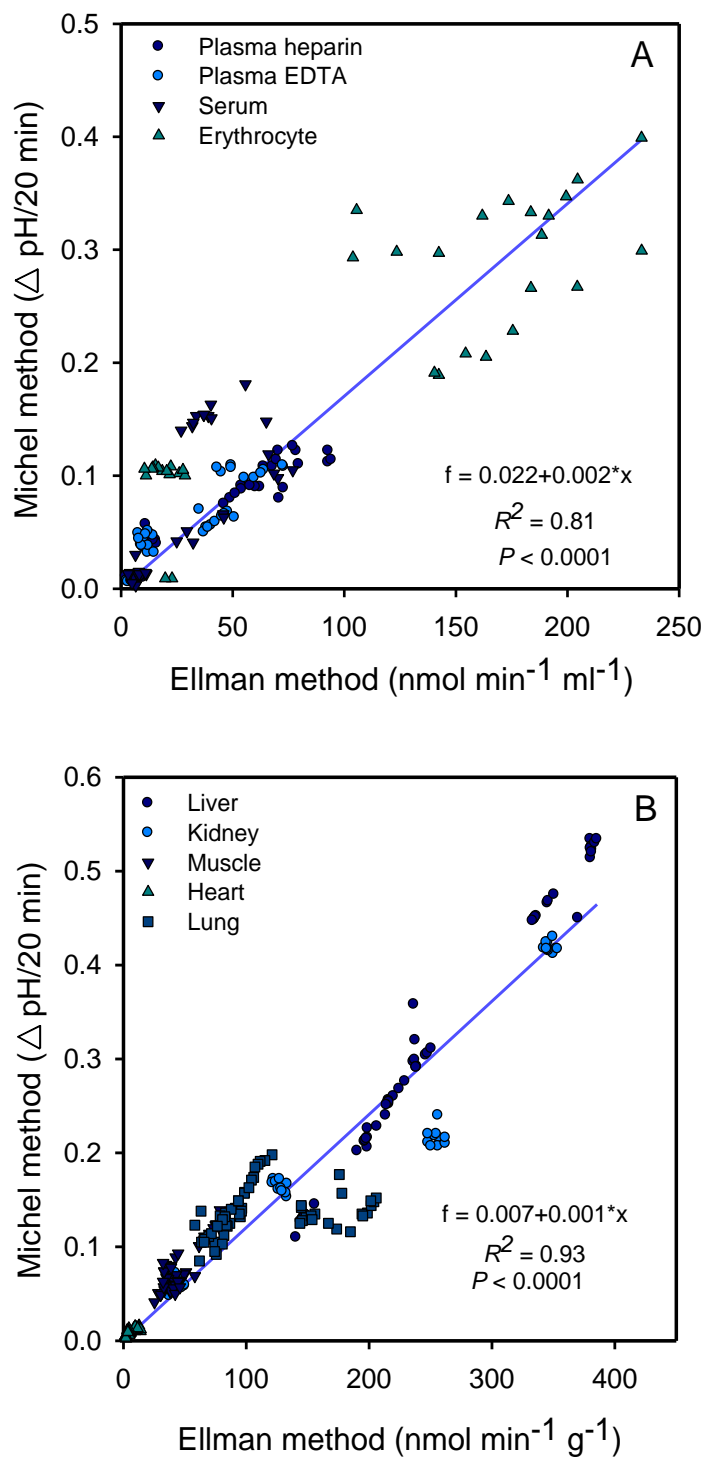 0.5
0.4
0.3
0.2
0.1
0.0
Michel method (△ pH/20 min)
Plasma heparin
Plasma EDTA
Serum
Erythrocyte
A
f = 0.022+0.002*x
R² = 0.81
P < 0.0001
0 50 100 150 200 250
Ellman method (nmol min⁻¹ ml⁻¹)
0.6
0.5
0.4
0.3
0.2
0.1
0.0
Michel method (△ pH/20 min)
Liver
Kidney
Muscle
Heart
Lung
B
f = 0.007+0.001*x
R² = 0.93
P < 0.0001
0 100 200 300 400
Ellman method (nmol min⁻¹ g⁻¹)